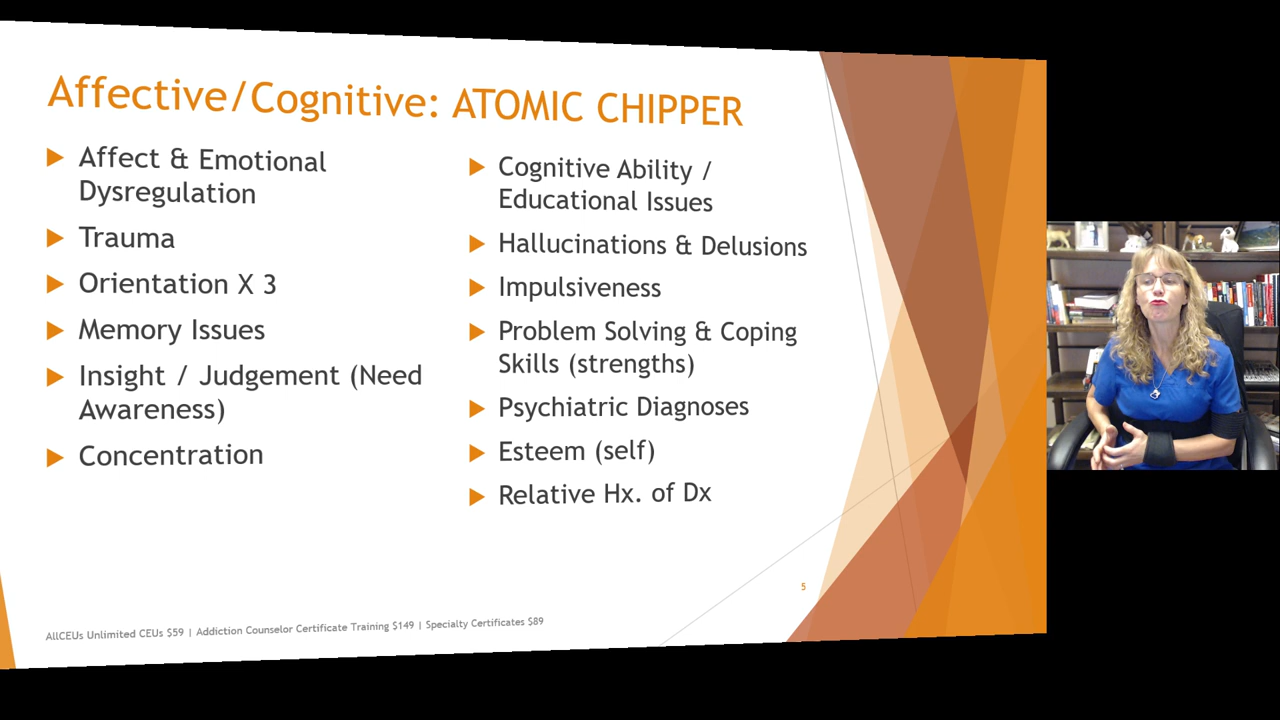 Affective/Cognitive: ATOMIC CHIPPER
Affect & Emotional
Dysregulation
Trauma
Orientation X 3
Memory Issues
Insight / Judgement (Need
Awareness)
Concentration
Cognitive Ability /
Educational Issues
Hallucinations & Delusions
Impulsiveness
Problem Solving & Coping
Skills (strengths)
Psychiatric Diagnoses
Esteem (self)
Relative Hx. of Dx
5
AllCEUs Unlimited CEUs $59 | Addiction Counselor Certificate Training $149 | Specialty Certificates $89